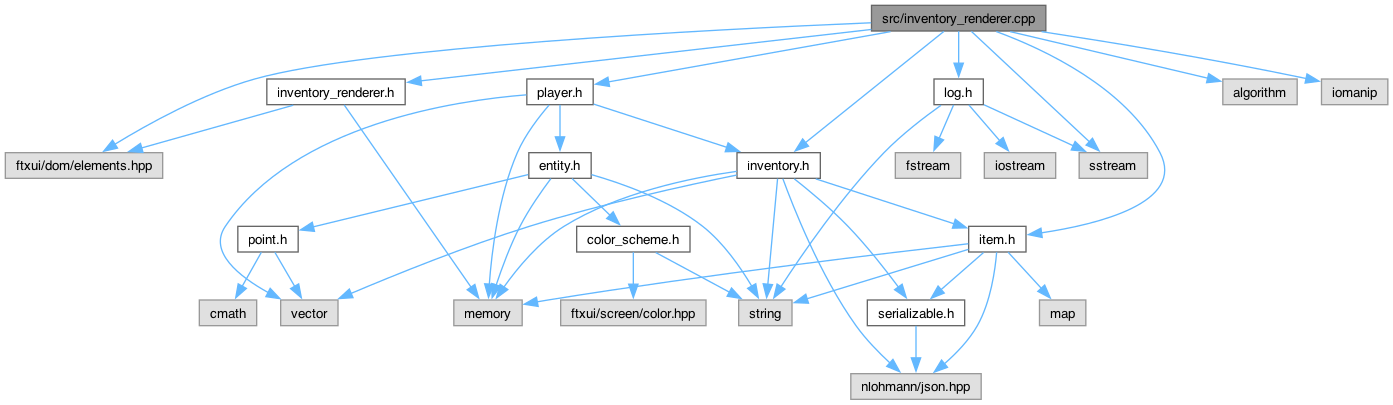 src/inventory_renderer.cpp
inventory_renderer.h
player.h
log.h
algorithm
iomanip
ftxui/dom/elements.hpp
entity.h
inventory.h
fstream
iostream
sstream
point.h
color_scheme.h
item.h
cmath
vector
memory
ftxui/screen/color.hpp
string
serializable.h
map
nlohmann/json.hpp